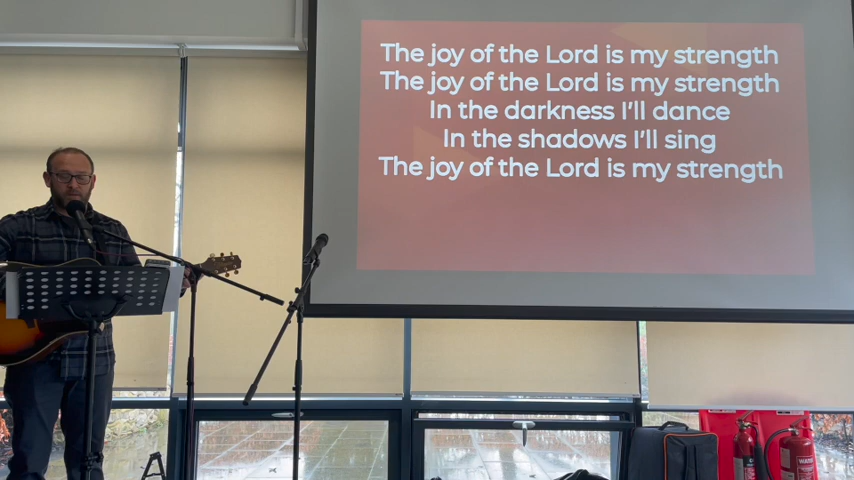 The joy of the Lord is my strength
The joy of the Lord is my strength
In the darkness I'll dance
In the shadows I'll sing
The joy of the Lord is my strength
WATER